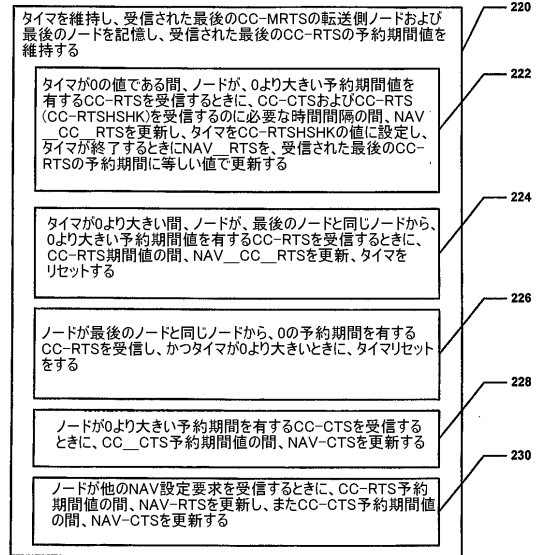 タイマを維持し、受信された最後のCC-MRTSの転送側ノードおよび
最後のノードを記憶し、受信された最後のCC-RTSの予約期間値を
維持する
220
タイマが0の値である間、ノードが、0より大きい予約期間値を
有するCC-RTSを受信するときに、CC-CTSおよびCC-RTS
(CC-RTSHSHK)を受信するのに必要な時間間隔の間、NAV
__CC__RTSを更新し、タイマをCC-RTSHSHKの値に設定し、
タイマが終了するときにNAV__RTSを、受信された最後のCC-
RTSの予約期間に等しい値で更新する
222
タイマが0より大きい間、ノードが、最後のノードと同じノードから、
0より大きい予約期間値を有するCC-RTSを受信するときに、
CC-RTS期間値の間、NAV__CC__RTSを更新、タイマを
リセットする
224
ノードが最後のノードと同じノードから、0の予約期間を有する
CC-RTSを受信し、かつタイマが0より大きいときに、タイマリセット
をする
226
ノードが0より大きい予約期間を有するCC-CTSを受信する
ときに、CC__CTS予約期間値の間、NAV-CTSを更新する
228
ノードが他のNAV設定要求を受信するときに、CC-RTS予約
期間値の間、NAV-RTSを更新し、またCC-CTS予約期間値
の間、NAV-CTSを更新する
230